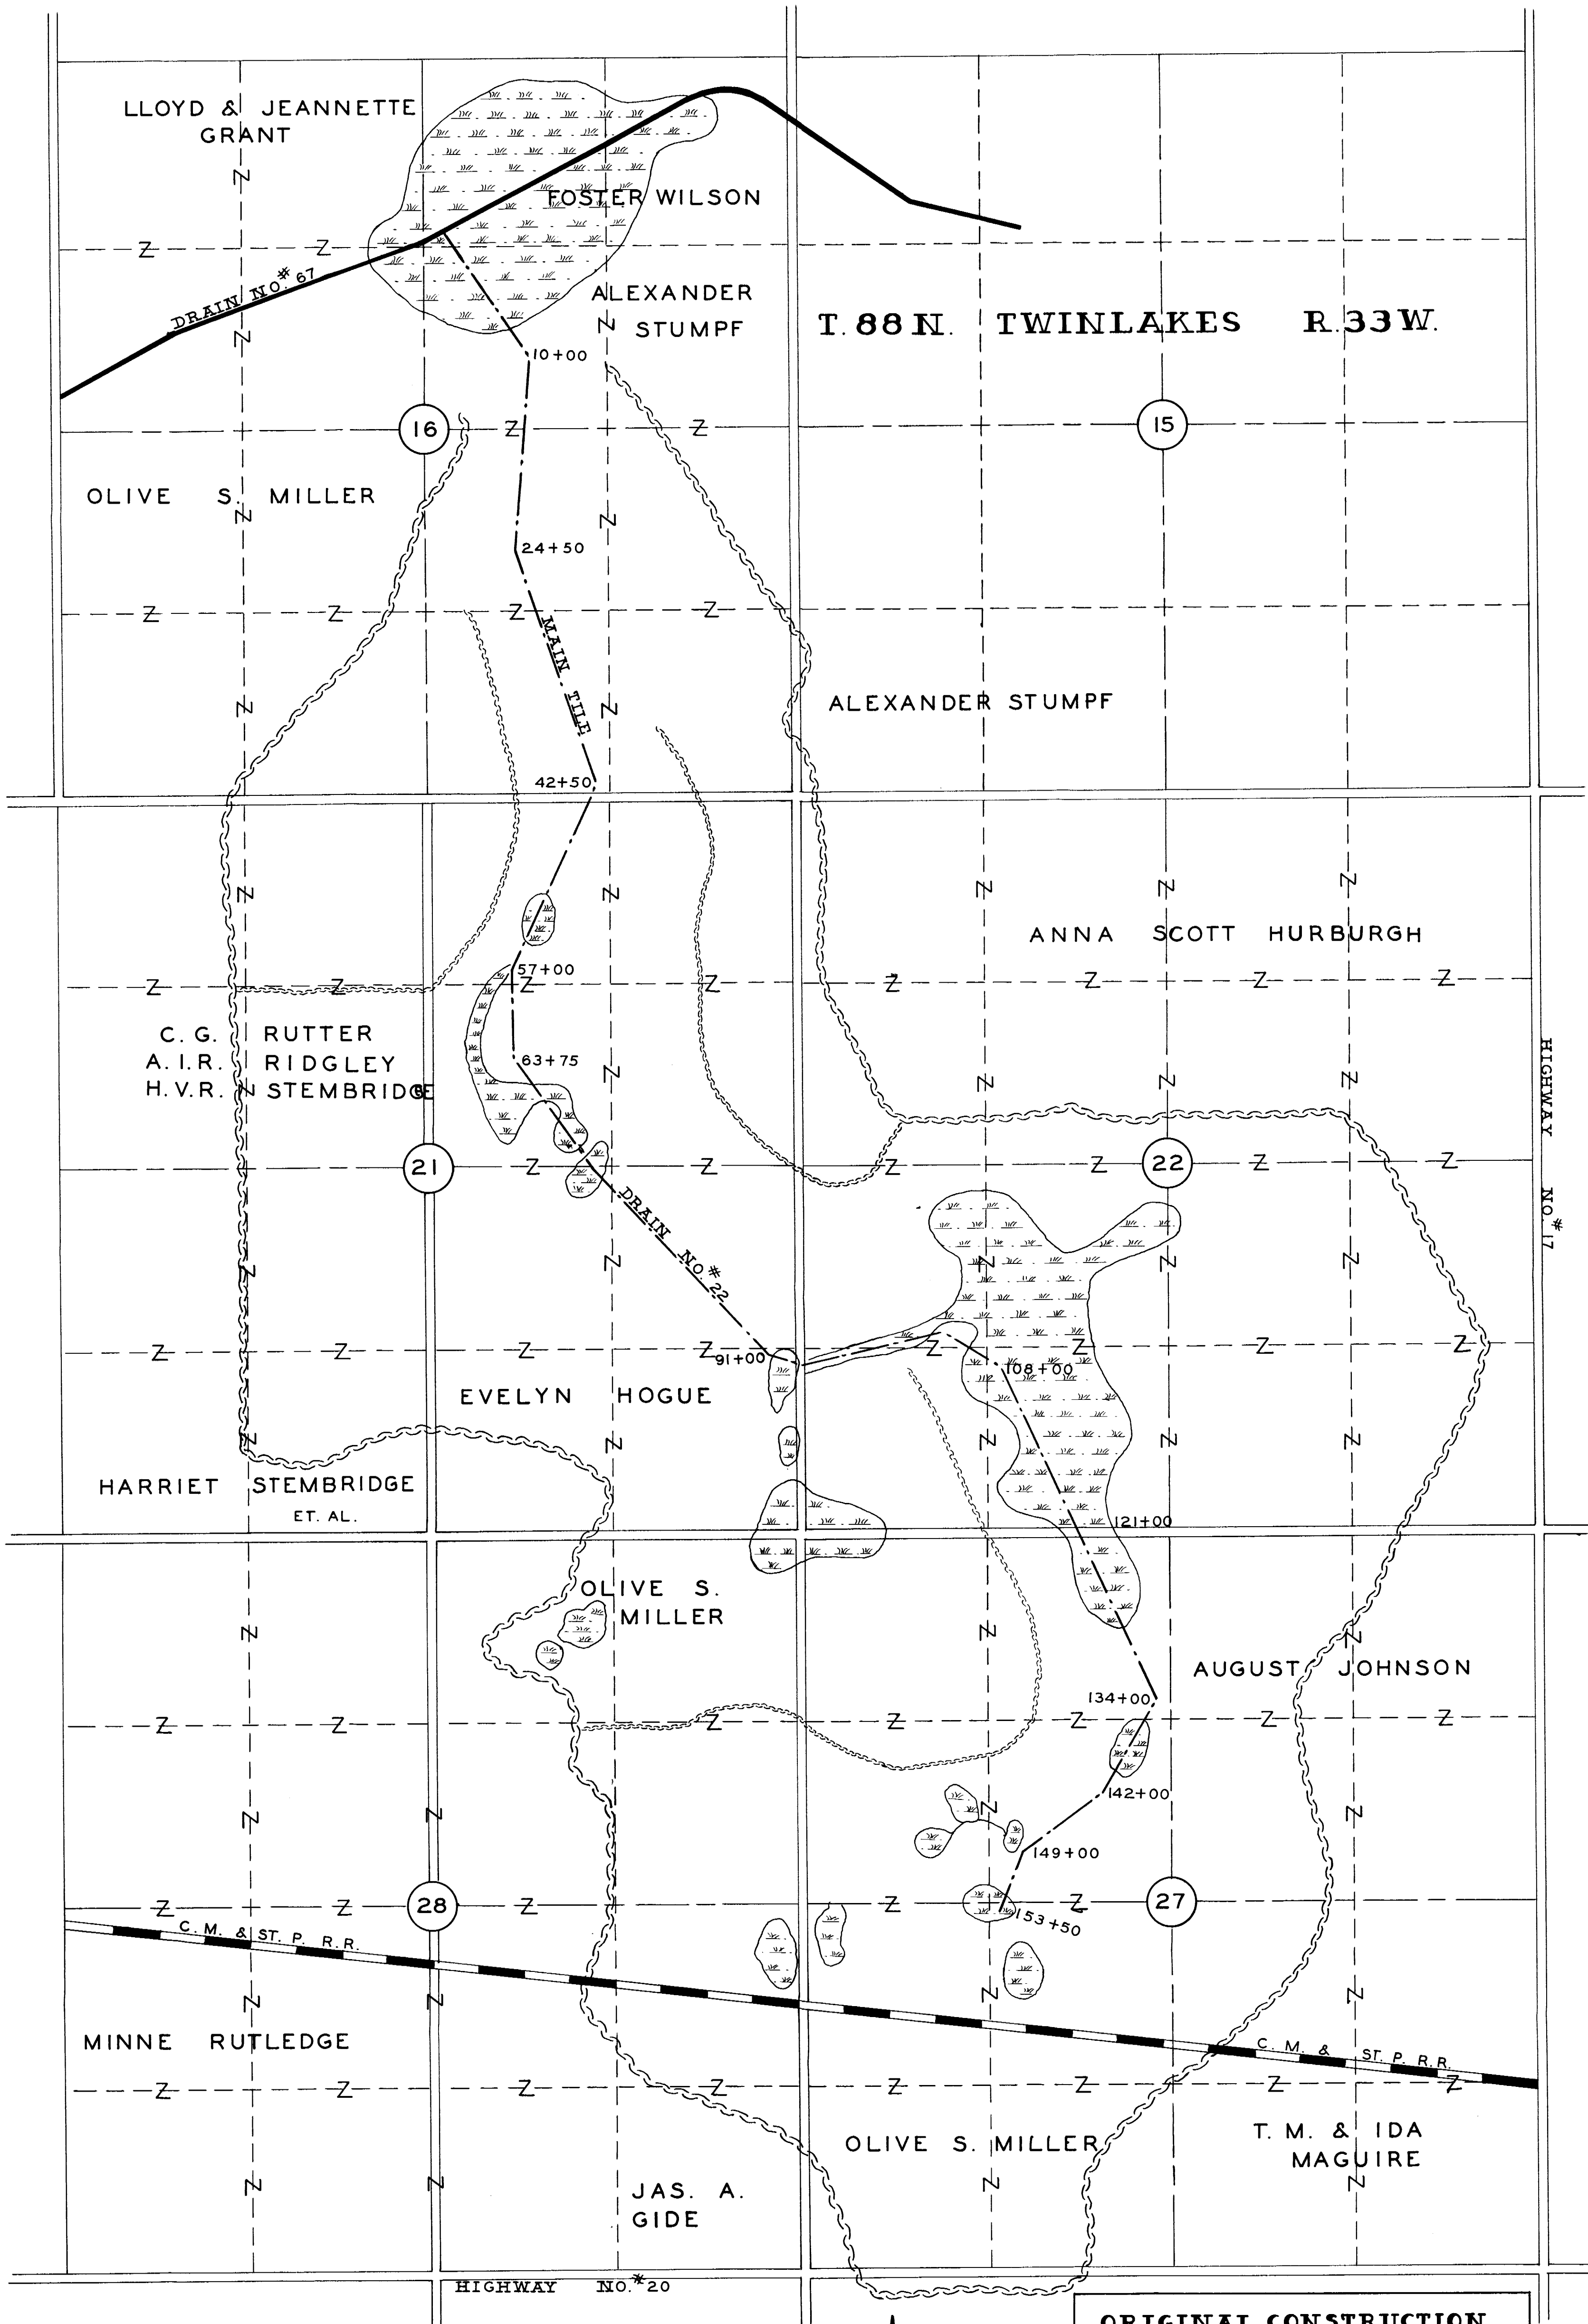 LLOYD & JEANNETTE
GRANT
FOSTER WILSON
DRAIN NO.# 67
ALEXANDER
STUMPF
T. 88 N. TWINLAKES R. 33 W.
10+00
16
15
OLIVE S. MILLER
24+50
MAIN TILE
ALEXANDER STUMPF
42+50
ANNA SCOTT HURBURGH
57+00
C. G. RUTTER
A. I. R. RIDGLEY
H. V. R. STEMBRIDGE
63+75
HIGHWAY NO.# 17
21
22
DRAIN NO.# 22
91+00
108+00
EVELYN HOGUE
HARRIET STEMBRIDGE
ET. AL.
121+00
OLIVE S.
MILLER
AUGUST JOHNSON
134+00
142+00
149+00
28
27
153+50
C. M. & ST. P. R. R.
MINNE RUTLEDGE
C. M. & ST. P. R. R.
OLIVE S. MILLER
T. M. & IDA
MAGUIRE
JAS. A.
GIDE
HIGHWAY NO.# 20
ORIGINAL CONSTRUCTION